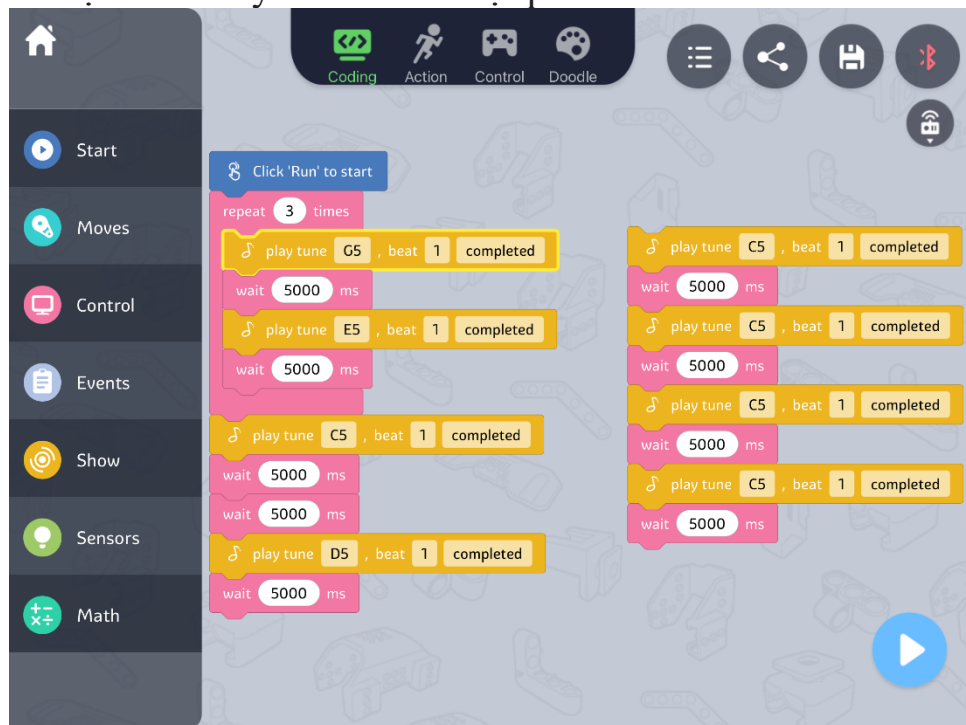 Coding
Action
Control
Doodle
Start
Moves
Control
Events
Show
Sensors
Math
Click 'Run' to start
repeat 3 times
play tune G5 , beat 1 completed
wait 5000 ms
play tune E5 , beat 1 completed
wait 5000 ms
play tune C5 , beat 1 completed
wait 5000 ms
wait 5000 ms
play tune D5 , beat 1 completed
wait 5000 ms
play tune C5 , beat 1 completed
wait 5000 ms
play tune C5 , beat 1 completed
wait 5000 ms
play tune C5 , beat 1 completed
wait 5000 ms
play tune C5 , beat 1 completed
wait 5000 ms